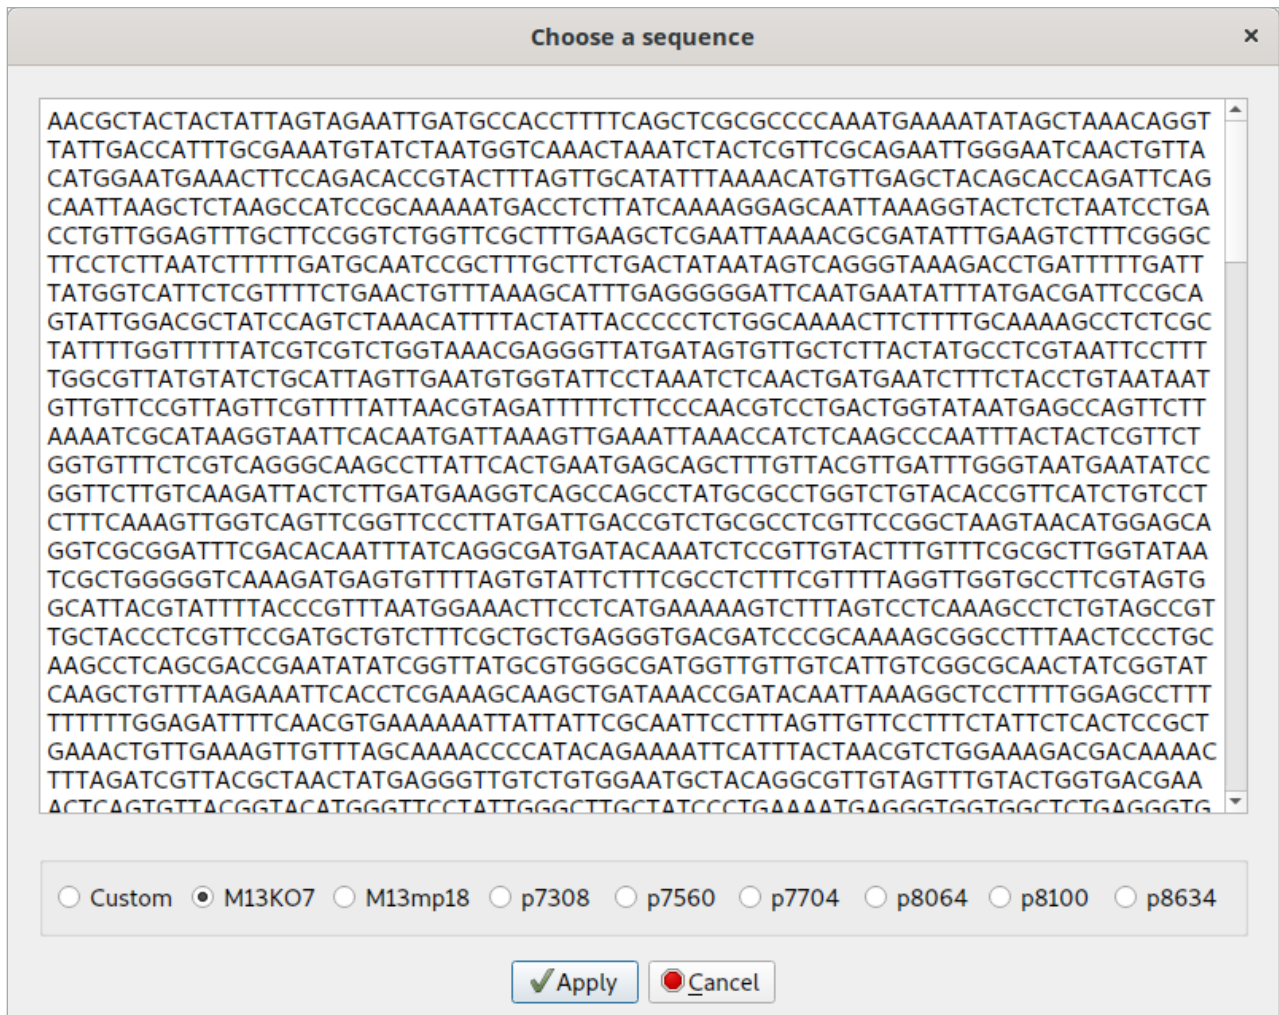 Choose a sequence
AACGCTACTACTATTAGTAGAATTGATGCCACCTTTTCAGCTCGCGCCCCAAATGAAAATATAGCTAAACAGGT
TATTGACCATTTGCGAAATGTATCTAATGGTCAAACTAAATCTACTCGTTCGCAGAATTGGGAATCAACTGTTA
CATGGAATGAAACTTCCAGACACCGTACTTTAGTTGCATATTTAAAACATGTTGAGCTACAGCACCAGATTCAG
CAATTAAGCTCTAAGCCATCCGCAAAAATGACCTCTTATCAAAAGGAGCAATTAAAGGTACTCTCTAATCCTGA
CCTGTTGGAGTTTGCTTCCGGTCTGGTTCGCTTTGAAGCTCGAATTAAAACGCGATATTTGAAGTCTTTCGGGC
TTCCTCTTAATCTTTTTGATGCAATCCGCTTTGCTTCTGACTATAATAGTCAGGGTAAAGACCTGATTTTTGATT
TATGGTCATTCTCGTTTTCTGAACTGTTTAAAGCATTTGAGGGGGATTCAATGAATATTTATGACGATTCCGCA
GTATTGGACGCTATCCAGTCTAAACATTTTACTATTACCCCCTCTGGCAAAACTTCTTTTGCAAAAGCCTCTCGC
TATTTTGGTTTTTATCGTCGTCTGGTAAACGAGGGTTATGATAGTGTTGCTCTTACTATGCCTCGTAATTCCTTT
TGGCGTTATGTATCTGCATTAGTTGAATGTGGTATTCCTAAATCTCAACTGATGAATCTTTCTACCTGTAATAAT
GTTGTTCCGTTAGTTCGTTTTATTAACGTAGATTTTTCTTCCCAACGTCCTGACTGGTATAATGAGCCAGTTCTT
AAAATCGCATAAGGTAATTCACAATGATTAAAGTTGAAATTAAACCATCTCAAGCCCAATTTACTACTCGTTCT
GGTGTTTCTCGTCAGGGCAAGCCTTATTCACTGAATGAGCAGCTTTGTTACGTTGATTTGGGTAATGAATATCC
GGTTCTTGTCAAGATTACTCTTGATGAAGGTCAGCCAGCCTATGCGCCTGGTCTGTACACCGTTCATCTGTCCT
CTTTCAAAGTTGGTCAGTTCGGTTCCCTTATGATTGACCGTCTGCGCCTCGTTCCGGCTAAGTAACATGGAGCA
GGTCGCGGATTTCGACACAATTTATCAGGCGATGATACAAATCTCCGTTGTACTTTGTTTCGCGCTTGGTATAA
TCGCTGGGGGTCAAAGATGAGTGTTTTAGTGTATTCTTTCGCCTCTTTCGTTTTAGGTTGGTGCCTTCGTAGTG
GCATTACGTATTTTACCCGTTTAATGGAAACTTCCTCATGAAAAAGTCTTTAGTCCTCAAAGCCTCTGTAGCCGT
TGCTACCCTCGTTCCGATGCTGTCTTTCGCTGCTGAGGGTGACGATCCCGCAAAAGCGGCCTTTAACTCCCTGC
AAGCCTCAGCGACCGAATATATCGGTTATGCGTGGGCGATGGTTGTTGTCATTGTCGGCGCAACTATCGGTAT
CAAGCTGTTTAAGAAATTCACCTCGAAAGCAAGCTGATAAACCGATACAATTAAAGGCTCCTTTTGGAGCCTTT
TTTTTTGGAGATTTTCAACGTGAAAAAATTATTATTCGCAATTCCTTTAGTTGTTCCTTTCTATTCTCACTCCGCT
GAAACTGTTGAAAGTTGTTTAGCAAAACCCCATACAGAAAATTCATTTACTAACGTCTGGAAAGACGACAAAAC
TTTAGATCGTTACGCTAACTATGAGGGTTGTCTGTGGAATGCTACAGGCGTTGTAGTTTGTACTGGTGACGAA
ACTCAGTGTTACGGTACATGGGTTCCTATTGGGCTTGCTATCCCTGAAAATGAGGGTGGTGGCTCTGAGGGTG
Custom M13KO7 M13mp18 p7308 p7560 p7704 p8064 p8100 p8634
Apply Cancel